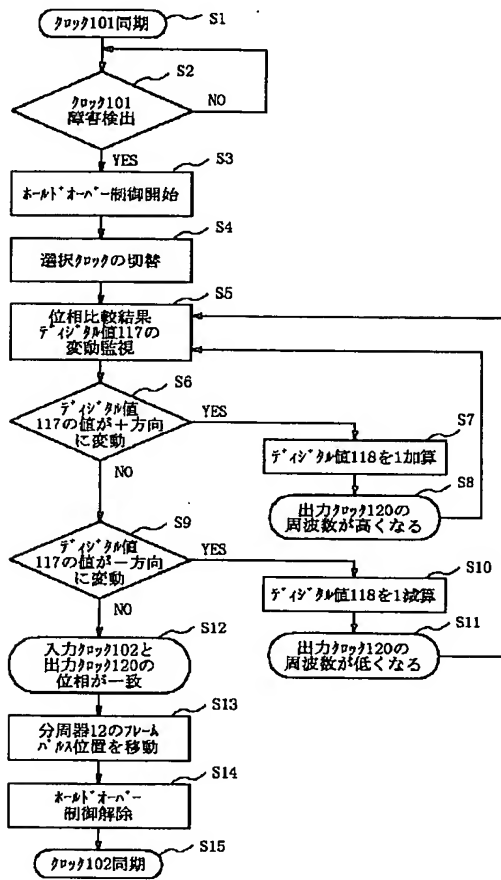 クロック101同期
S1
S2
クロック101
障害検出
NO
YES
S3
ホールドオーバー制御開始
S4
選択クロックの切替
S5
位相比較結果
ディジタル値117の
変動監視
S6
ディジタル値
117の値が+方向
に変動
YES
NO
S7
ディジタル値118を1加算
S8
出力クロック120の
周波数が高くなる
S9
ディジタル値
117の値が-方向
に変動
YES
NO
S10
ディジタル値118を1減算
S11
出力クロック120の
周波数が低くなる
S12
入力クロック102と
出力クロック120の
位相が一致
S13
分周器12のフレーム
パルス位置を移動
S14
ホールドオーバー
制御解除
S15
クロック102同期